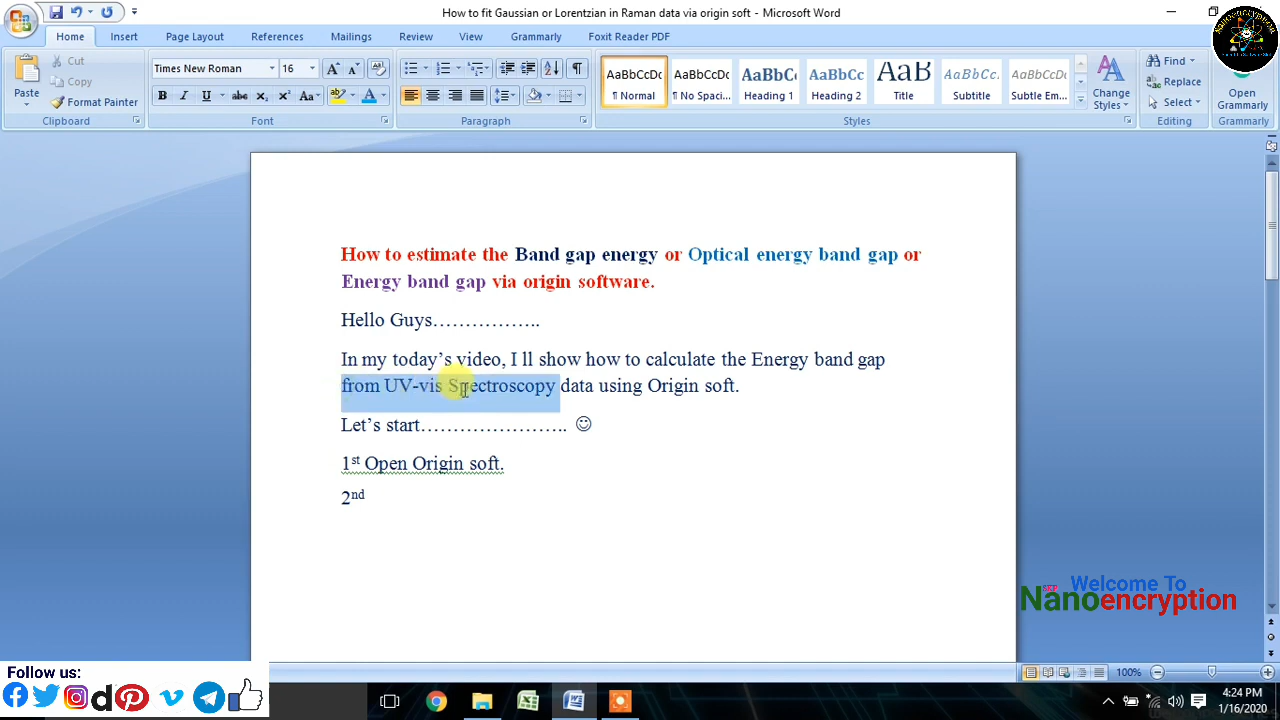 How to fit Gaussian or Lorentzian in Raman data via origin soft - Microsoft Word
Home Insert Page Layout References Mailings Review View Grammarly Foxit Reader PDF
Paste
Cut
Copy
Format Painter
Clipboard
Times New Roman 16
Font
Paragraph
AaBbCcDc AaBbCcDc AaBbC AaBbCc AaB AaBbCc. AaBbCcDc
¶ Normal ¶ No Spaci... Heading 1 Heading 2 Title Subtitle Subtle Em...
Styles
Change
Styles
Find
Replace
Select
Editing
Open
Grammarly
Grammarly
How to estimate the Band gap energy or Optical energy band gap or
Energy band gap via origin software.
Hello Guys……………..
In my today's video, I ll show how to calculate the Energy band gap
from UV-vis Spectroscopy data using Origin soft.
Let's start………………….. ☺
1st Open Origin soft.
2nd
Welcome To
SKP
Nanoencryption
Follow us:
100%
4:24 PM
1/16/2020